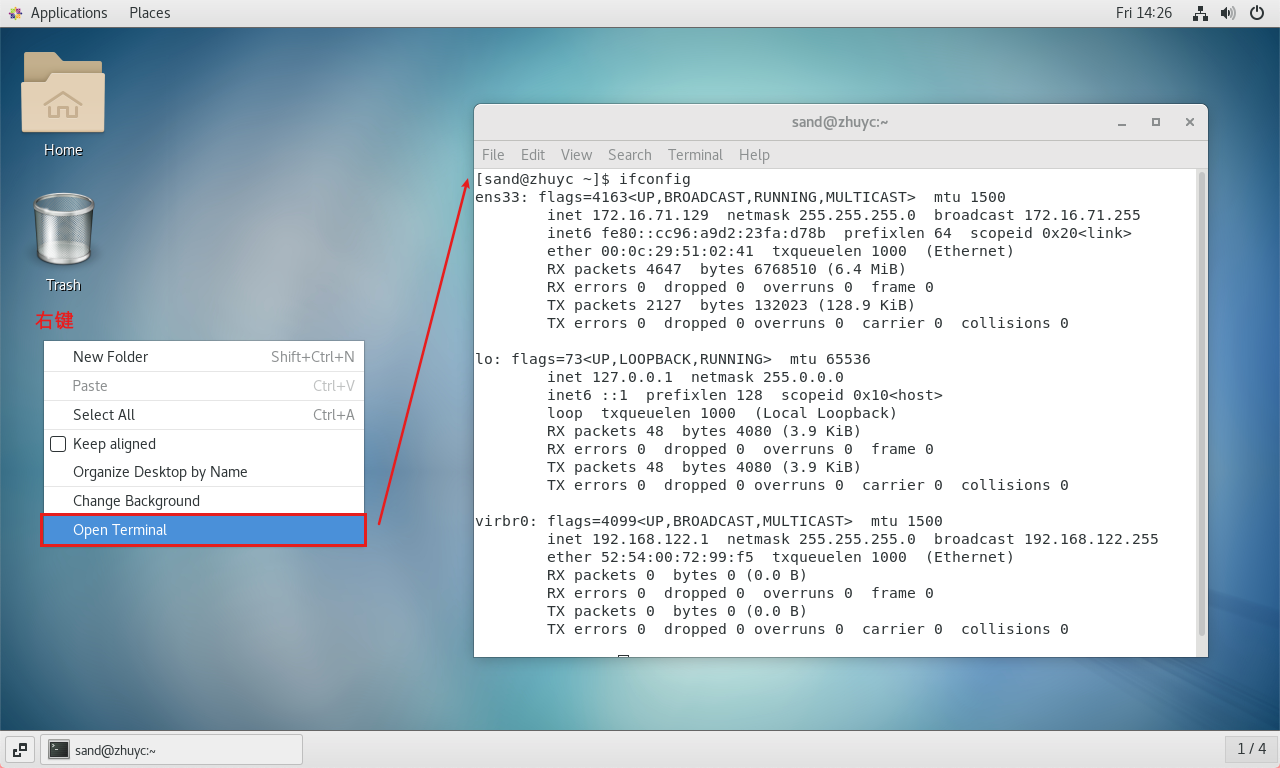 Applications Places Fri 14:26
Home
Trash
右键
New Folder Shift+Ctrl+N
Paste Ctrl+V
Select All Ctrl+A
Keep aligned
Organize Desktop by Name
Change Background
Open Terminal
sand@zhuyc:~
File Edit View Search Terminal Help
[sand@zhuyc ~]$ ifconfig
ens33: flags=4163<UP,BROADCAST,RUNNING,MULTICAST>  mtu 1500
        inet 172.16.71.129  netmask 255.255.255.0  broadcast 172.16.71.255
        inet6 fe80::cc96:a9d2:23fa:d78b  prefixlen 64  scopeid 0x20<link>
        ether 00:0c:29:51:02:41  txqueuelen 1000  (Ethernet)
        RX packets 4647  bytes 6768510 (6.4 MiB)
        RX errors 0  dropped 0  overruns 0  frame 0
        TX packets 2127  bytes 132023 (128.9 KiB)
        TX errors 0  dropped 0 overruns 0  carrier 0  collisions 0
lo: flags=73<UP,LOOPBACK,RUNNING>  mtu 65536
        inet 127.0.0.1  netmask 255.0.0.0
        inet6 ::1  prefixlen 128  scopeid 0x10<host>
        loop  txqueuelen 1000  (Local Loopback)
        RX packets 48  bytes 4080 (3.9 KiB)
        RX errors 0  dropped 0  overruns 0  frame 0
        TX packets 48  bytes 4080 (3.9 KiB)
        TX errors 0  dropped 0 overruns 0  carrier 0  collisions 0
virbr0: flags=4099<UP,BROADCAST,MULTICAST>  mtu 1500
        inet 192.168.122.1  netmask 255.255.255.0  broadcast 192.168.122.255
        ether 52:54:00:72:99:f5  txqueuelen 1000  (Ethernet)
        RX packets 0  bytes 0 (0.0 B)
        RX errors 0  dropped 0  overruns 0  frame 0
        TX packets 0  bytes 0 (0.0 B)
        TX errors 0  dropped 0 overruns 0  carrier 0  collisions 0
sand@zhuyc:~ 1 / 4